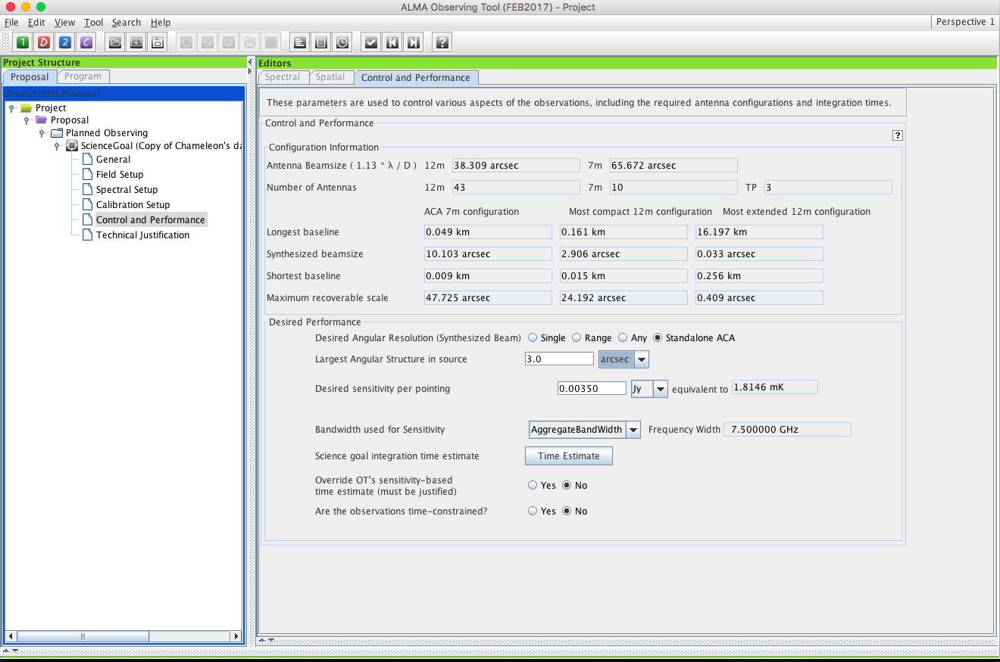 ALMA Observing Tool (FEB2017) - Project
File Edit View Tool Search Help
Perspective 1
1 D 2 C ?
Project Structure
Proposal Program
Unsubmitted Proposal
Project
Proposal
Planned Observing
ScienceGoal (Copy of Chameleon's da
General
Field Setup
Spectral Setup
Calibration Setup
Control and Performance
Technical Justification
Editors
Spectral Spatial Control and Performance
These parameters are used to control various aspects of the observations, including the required antenna configurations and integration times.
Control and Performance
?
Configuration Information
Antenna Beamsize ( 1.13 * λ / D ) 12m 38.309 arcsec 7m 65.672 arcsec
Number of Antennas 12m 43 7m 10 TP 3
ACA 7m configuration Most compact 12m configuration Most extended 12m configuration
Longest baseline 0.049 km 0.161 km 16.197 km
Synthesized beamsize 10.103 arcsec 2.906 arcsec 0.033 arcsec
Shortest baseline 0.009 km 0.015 km 0.256 km
Maximum recoverable scale 47.725 arcsec 24.192 arcsec 0.409 arcsec
Desired Performance
Desired Angular Resolution (Synthesized Beam) Single Range Any Standalone ACA
Largest Angular Structure in source 3.0 arcsec
Desired sensitivity per pointing 0.00350 Jy equivalent to 1.8146 mK
Bandwidth used for Sensitivity AggregateBandWidth Frequency Width 7.500000 GHz
Science goal integration time estimate Time Estimate
Override OT's sensitivity-based
time estimate (must be justified) Yes No
Are the observations time-constrained? Yes No